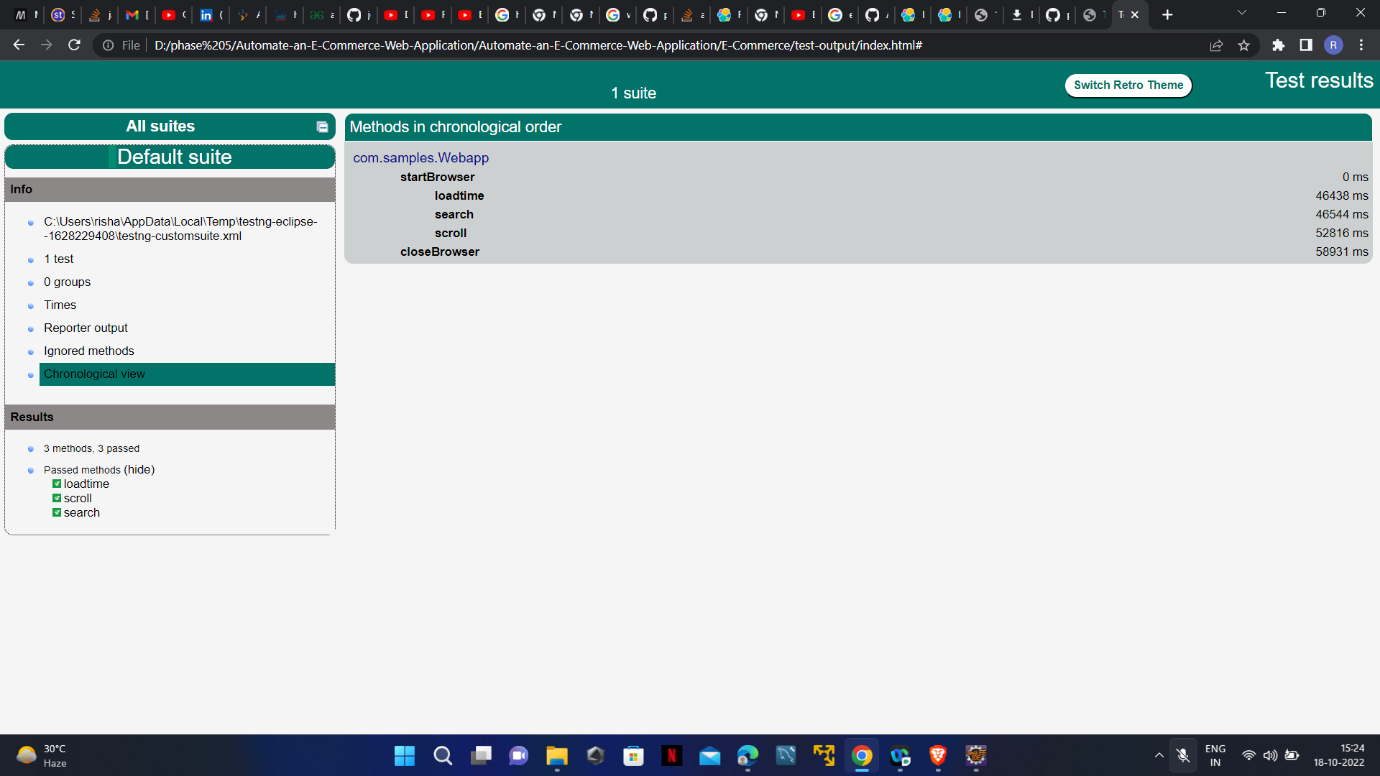 File
D:/phase%205/Automate-an-E-Commerce-Web-Application/Automate-an-E-Commerce-Web-Application/E-Commerce/test-output/index.html#
R
1 suite
Switch Retro Theme
Test results
All suites
Default suite
Info
C:\Users\risha\AppData\Local\Temp\testng-eclipse-
-1628229408\testng-customsuite.xml
1 test
0 groups
Times
Reporter output
Ignored methods
Chronological view
Results
3 methods, 3 passed
Passed methods (hide)
loadtime
scroll
search
Methods in chronological order
com.samples.Webapp
startBrowser 0 ms
loadtime 46438 ms
search 46544 ms
scroll 52816 ms
closeBrowser 58931 ms
30°C
Haze
ENG
IN
15:24
18-10-2022